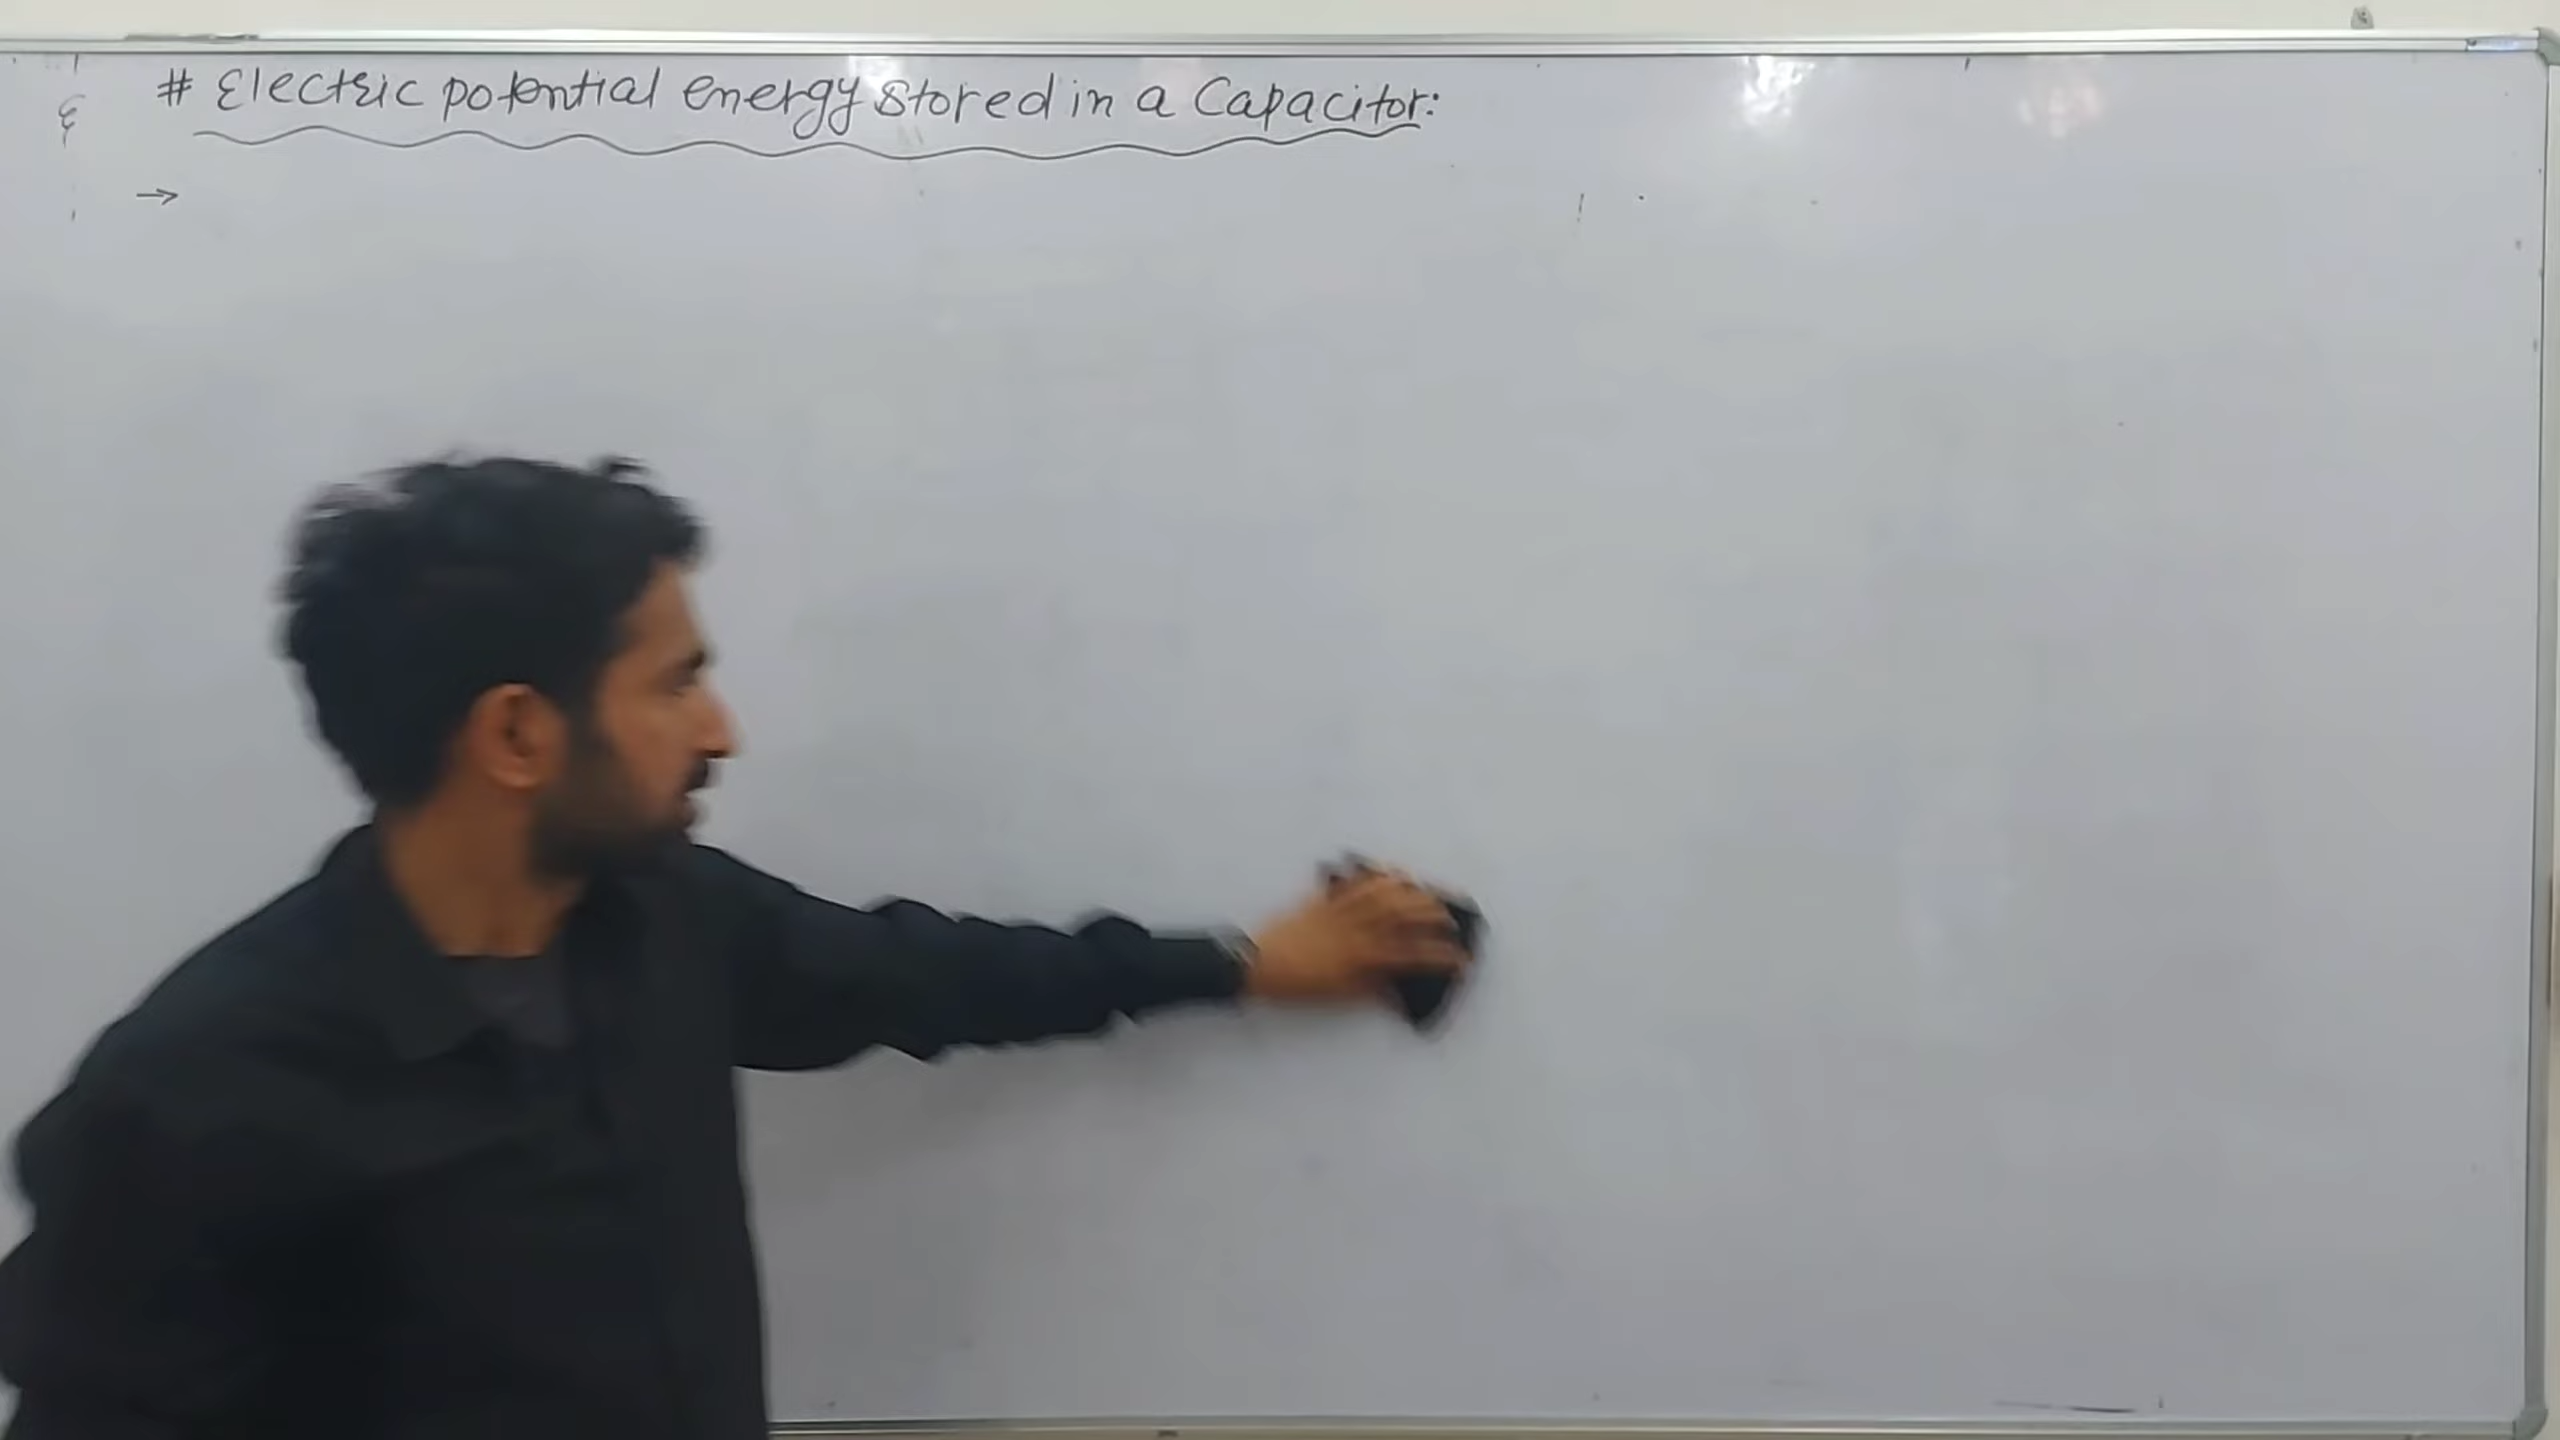 # Electric potential energy stored in a Capacitor:
→